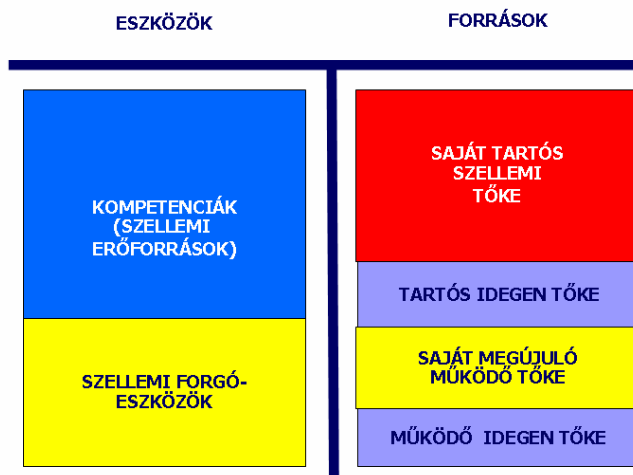 ESZKÖZÖK
FORRÁSOK
KOMPETENCIÁK
(SZELLEMI
ERŐFORRÁSOK)
SZELLEMI FORGÓ-
ESZKÖZÖK
SAJÁT TARTÓS
SZELLEMI
TŐKE
TARTÓS IDEGEN TŐKE
SAJÁT MEGÚJULÓ
MŰKÖDŐ TŐKE
MŰKÖDŐ IDEGEN TŐKE